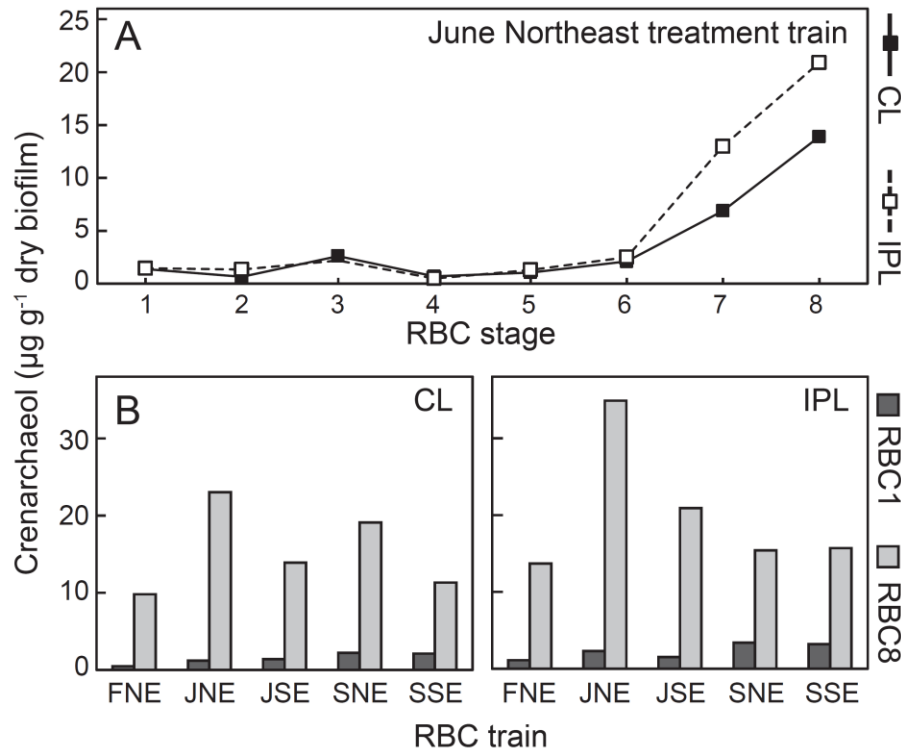 A
June Northeast treatment train
25
20
15
10
5
0
1 2 3 4 5 6 7 8
RBC stage
CL
IPL
Crenarchaeol (µg g⁻¹ dry biofilm)
B
CL
IPL
30
20
10
0
FNE JNE JSE SNE SSE
FNE JNE JSE SNE SSE
RBC train
RBC1
RBC8